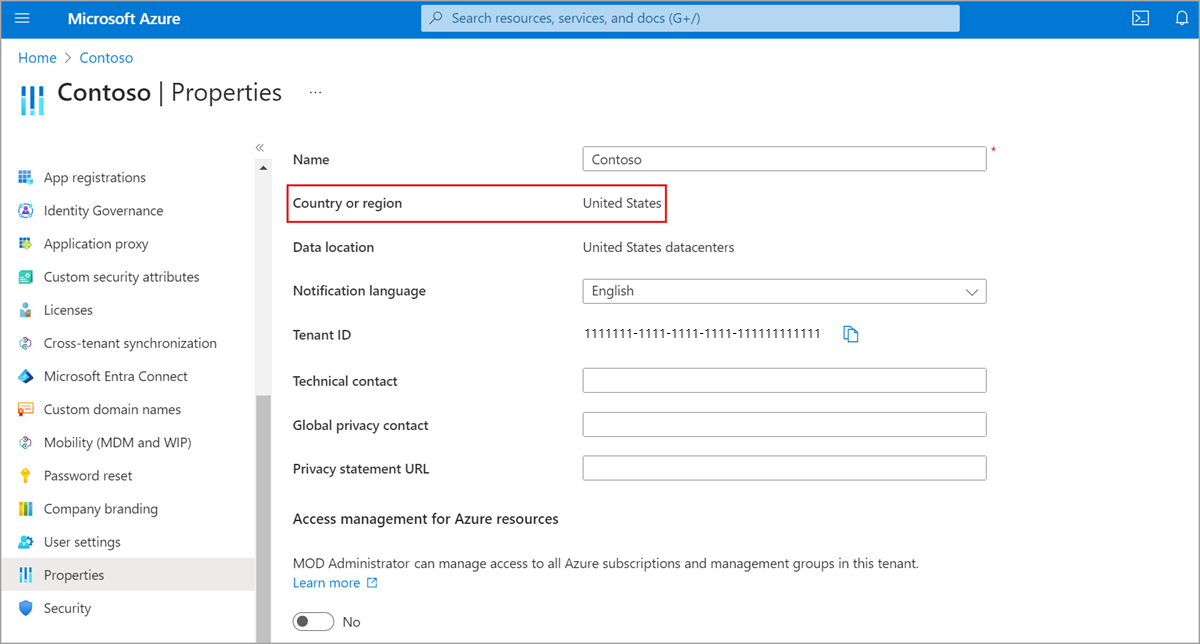 Microsoft Azure
Search resources, services, and docs (G+/)
Home > Contoso
Contoso | Properties ...
«
App registrations
Identity Governance
Application proxy
Custom security attributes
Licenses
Cross-tenant synchronization
Microsoft Entra Connect
Custom domain names
Mobility (MDM and WIP)
Password reset
Company branding
User settings
Properties
Security
Name Contoso *
Country or region United States
Data location United States datacenters
Notification language English
Tenant ID 1111111-1111-1111-1111-111111111111
Technical contact
Global privacy contact
Privacy statement URL
Access management for Azure resources
MOD Administrator can manage access to all Azure subscriptions and management groups in this tenant.
Learn more
No